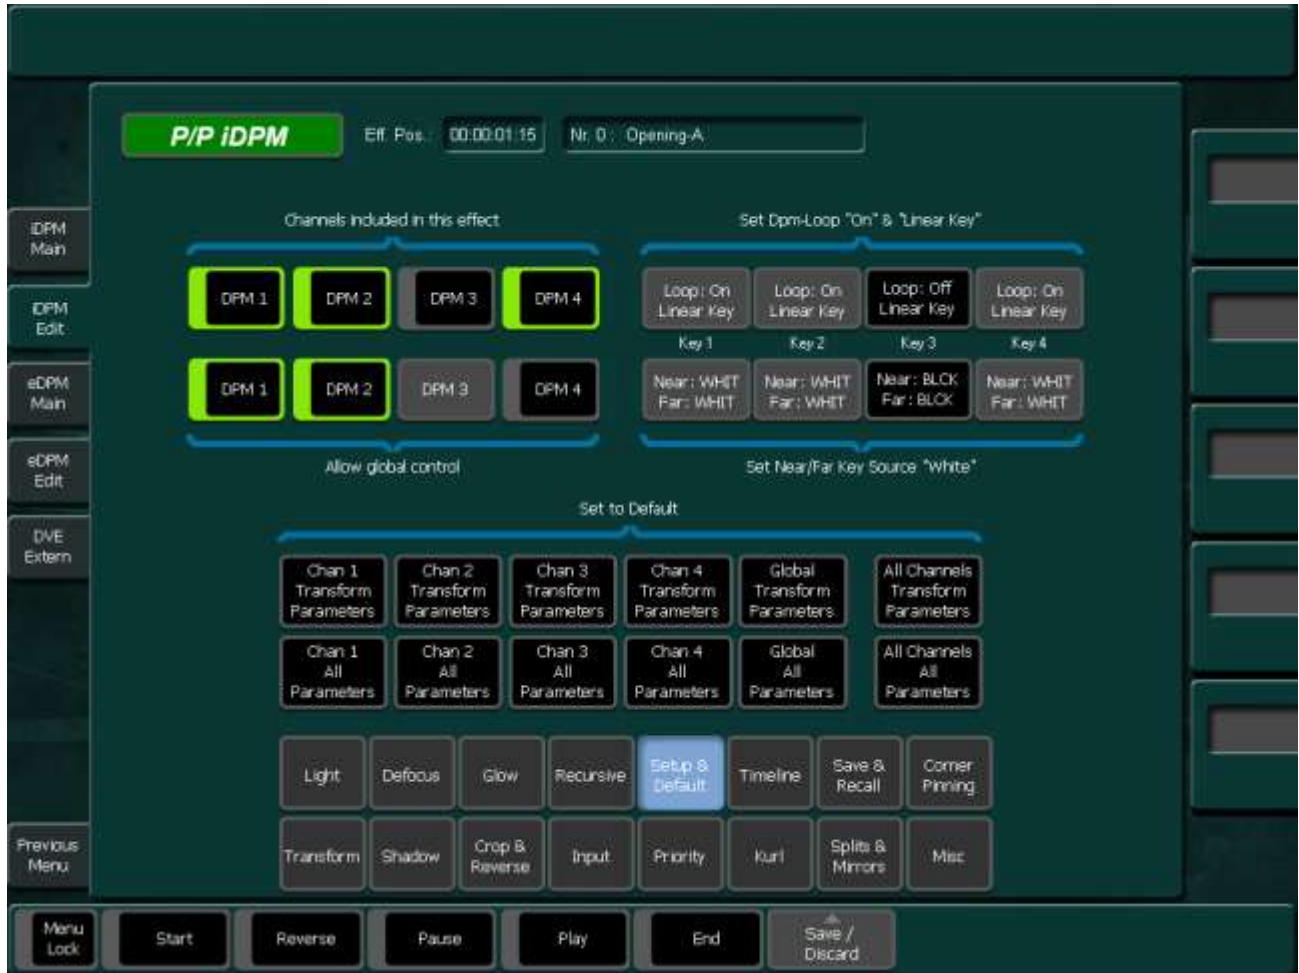 P/P iDPM
Eff. Pos.: 00:00:01:15 Nr. 0 : Opening-A
Channels included in this effect
Set Dpm-Loop "On" & "Linear Key"
iDPM
Main
DPM 1
DPM 2
DPM 3
DPM 4
Loop: On
Linear Key
Loop: On
Linear Key
Loop: Off
Linear Key
Loop: On
Linear Key
iDPM
Edit
Key 1
Key 2
Key 3
Key 4
eDPM
Main
DPM 1
DPM 2
DPM 3
DPM 4
Near: WHIT
Far: WHIT
Near: WHIT
Far: WHIT
Near: BLCK
Far: BLCK
Near: WHIT
Far: WHIT
eDPM
Edit
Allow global control
Set Near/Far Key Source "White"
DVE
Extern
Set to Default
Chan 1
Transform
Parameters
Chan 2
Transform
Parameters
Chan 3
Transform
Parameters
Chan 4
Transform
Parameters
Global
Transform
Parameters
All Channels
Transform
Parameters
Chan 1
All
Parameters
Chan 2
All
Parameters
Chan 3
All
Parameters
Chan 4
All
Parameters
Global
All
Parameters
All Channels
All
Parameters
Light
Defocus
Glow
Recursive
Setup &
Default
Timeline
Save &
Recall
Corner
Pinning
Previous
Menu
Transform
Shadow
Crop &
Reverse
Input
Priority
Kurl
Splits &
Mirrors
Misc
Menu
Lock
Start
Reverse
Pause
Play
End
Save /
Discard